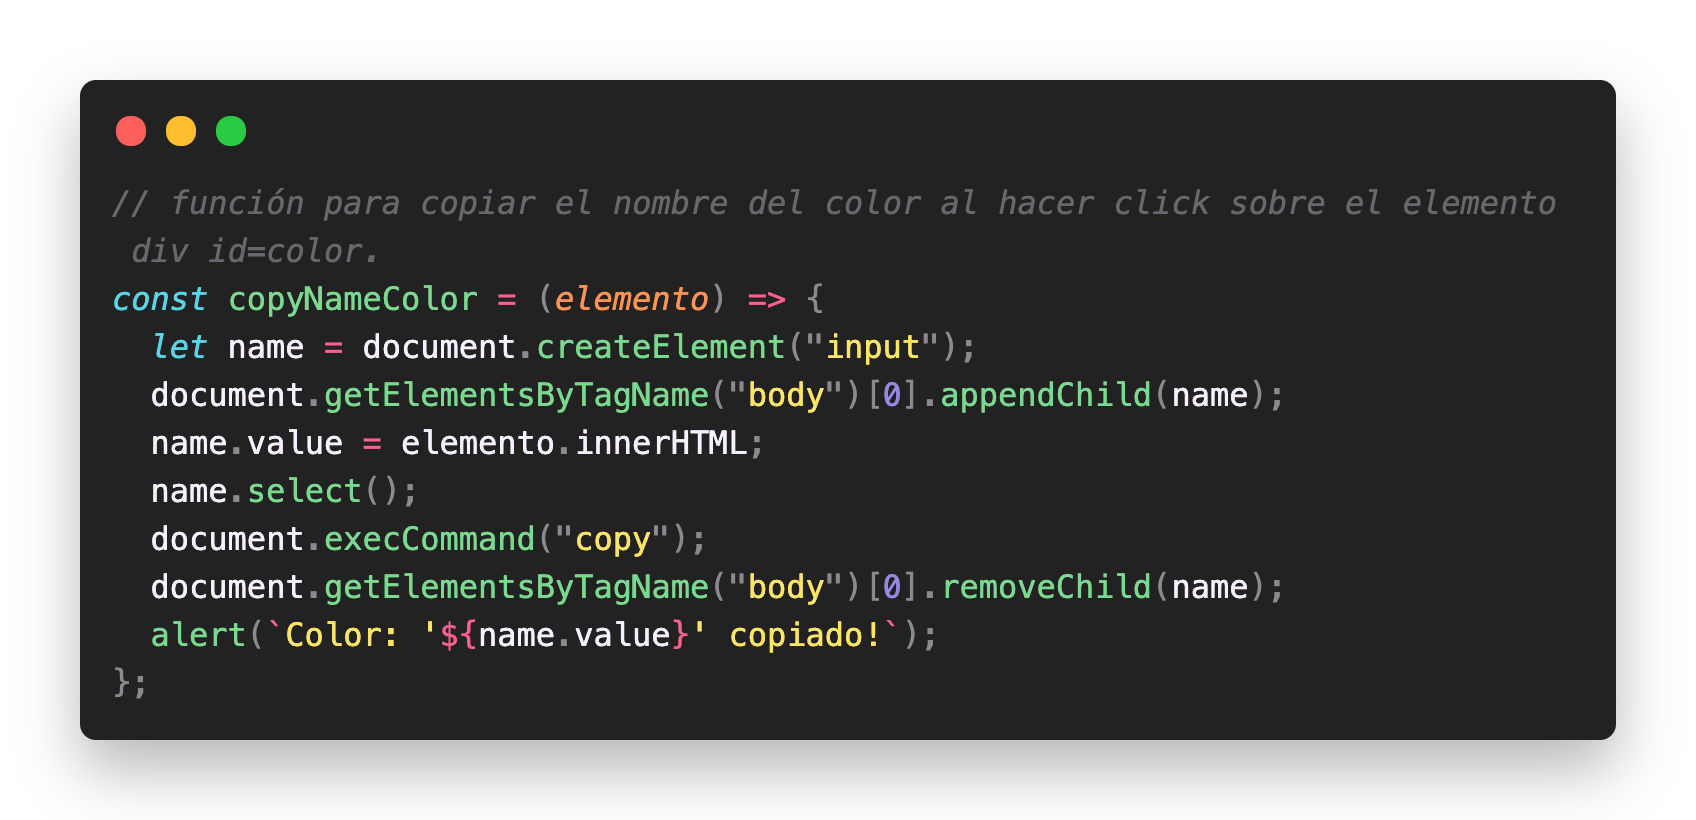 // función para copiar el nombre del color al hacer click sobre el elemento
 div id=color.
const copyNameColor = (elemento) => {
  let name = document.createElement("input");
  document.getElementsByTagName("body")[0].appendChild(name);
  name.value = elemento.innerHTML;
  name.select();
  document.execCommand("copy");
  document.getElementsByTagName("body")[0].removeChild(name);
  alert(`Color: '${name.value}' copiado!`);
};